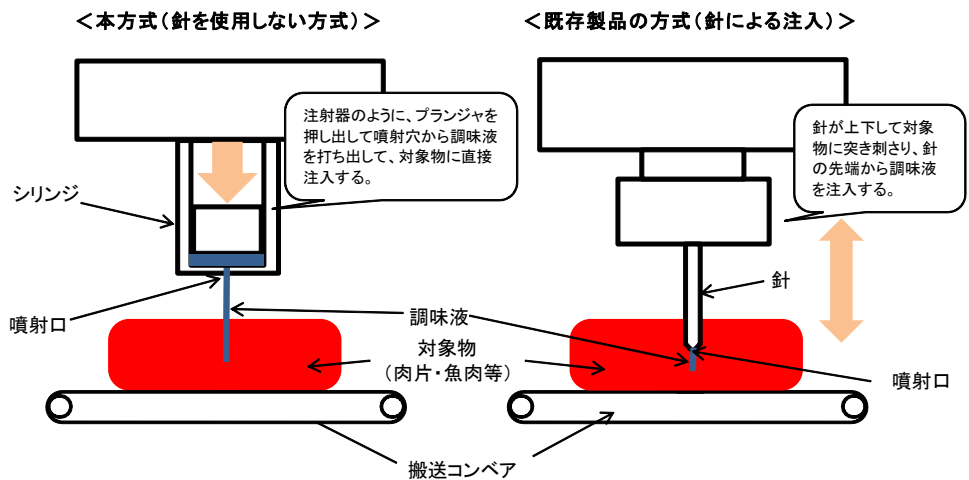 ＜本方式（針を使用しない方式）＞
＜既存製品の方式（針による注入）＞
注射器のように、プランジャを
押し出して噴射穴から調味液
を打ち出して、対象物に直接
注入する。
針が上下して対象
物に突き刺さり、針
の先端から調味液
を注入する。
シリンジ
針
噴射口
調味液
対象物
（肉片・魚肉等）
噴射口
搬送コンベア